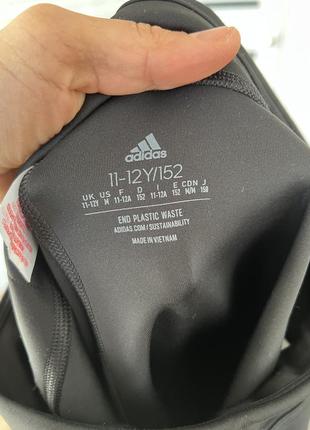 adidas
11-12Y/152
UK US F D I E CDN J
11-12Y M 11-12A 152 11-12A 152 M/M 150
END PLASTIC WASTE
ADIDAS.COM/SUSTAINABILITY
MADE IN VIETNAM